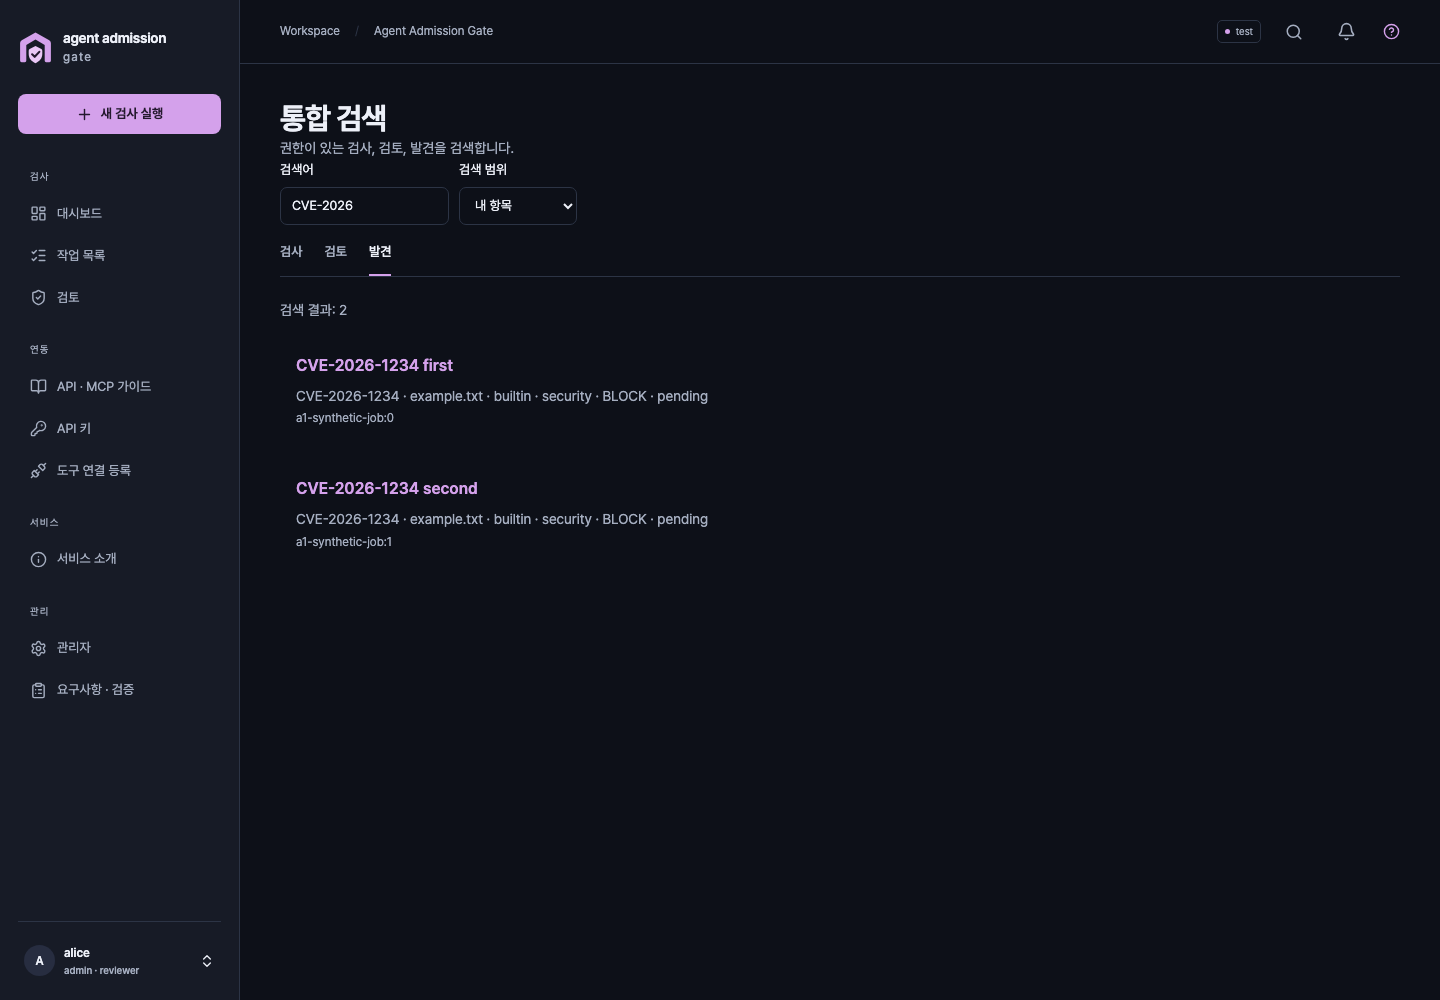 agent admission
gate
새 검사 실행
검사
대시보드
작업 목록
검토
연동
API · MCP 가이드
API 키
도구 연결 등록
서비스
서비스 소개
관리
관리자
요구사항 · 검증
A
alice
admin · reviewer
Workspace / Agent Admission Gate
test
통합 검색
권한이 있는 검사, 검토, 발견을 검색합니다.
검색어 검색 범위
CVE-2026 내 항목
검사 검토 발견
검색 결과: 2
CVE-2026-1234 first
CVE-2026-1234 · example.txt · builtin · security · BLOCK · pending
a1-synthetic-job:0
CVE-2026-1234 second
CVE-2026-1234 · example.txt · builtin · security · BLOCK · pending
a1-synthetic-job:1